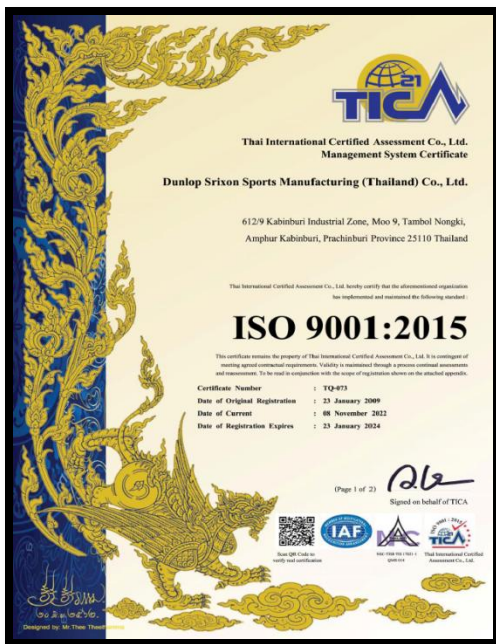 21
TICA
Thai International Certified Assessment Co., Ltd.
Management System Certificate
Dunlop Srixon Sports Manufacturing (Thailand) Co., Ltd.
612/9 Kabinburi Industrial Zone, Moo 9, Tambol Nongki,
Amphur Kabinburi, Prachinburi Province 25110 Thailand
Thai International Certified Assessment Co., Ltd. hereby certify that the aforementioned organization
has implemented and maintained the following standard :
ISO 9001:2015
This certificate remains the property of Thai International Certified Assessment Co., Ltd. It is contingent of
meeting agreed contractual requirements. Validity is maintained through a process continual assessments
and reassessment. To be read in conjunction with the scope of registration shown on the attached appendix.
Certificate Number : TQ-073
Date of Original Registration : 23 January 2009
Date of Current : 08 November 2022
Date of Registration Expires : 23 January 2024
(Page 1 of 2)
Signed on behalf of TICA
IAF
ISO 9001 : 2015
TICA
Scan QR Code to
verify real certification
Thai International Certified
Assessment Co., Ltd.
Designed by: Mr.Thee